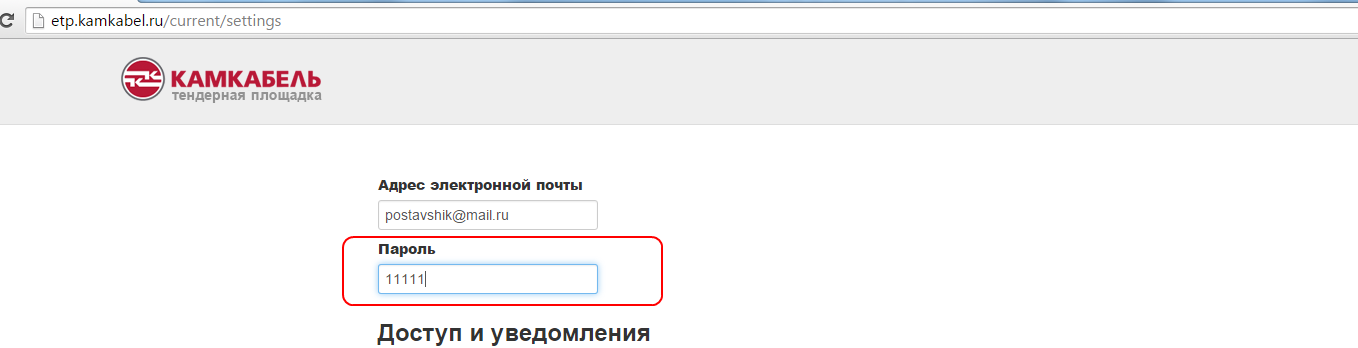 etp.kamkabel.ru/current/settings
КАМКАБЕЛЬ
тендерная площадка
Адрес электронной почты
postavshik@mail.ru
Пароль
11111
Доступ и уведомления